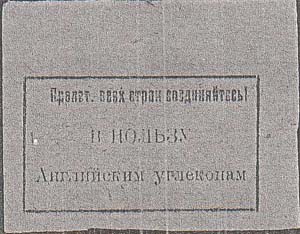 Пролет. всех стран соединяйтесь!
В ПОЛЬЗУ
Английским углекопам